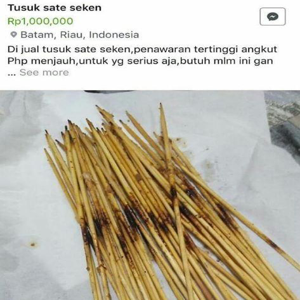 Tusuk sate seken
Rp1,000,000
Batam, Riau, Indonesia
Di jual tusuk sate seken,penawaran tertinggi angkut
Php menjauh,untuk yg serius aja,butuh mlm ini gan
... See more